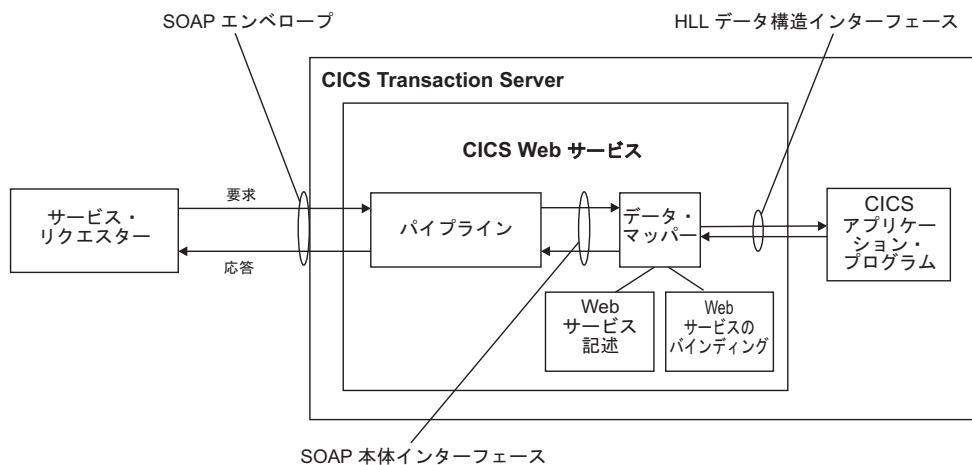 SOAP エンベロープ
HLL データ構造インターフェース
CICS Transaction Server
CICS Web サービス
要求
サービス・
リクエスター
応答
パイプライン
データ・
マッパー
CICS
アプリケー
ション・
プログラム
Web
サービス
記述
Web
サービスの
バインディング
SOAP 本体インターフェース